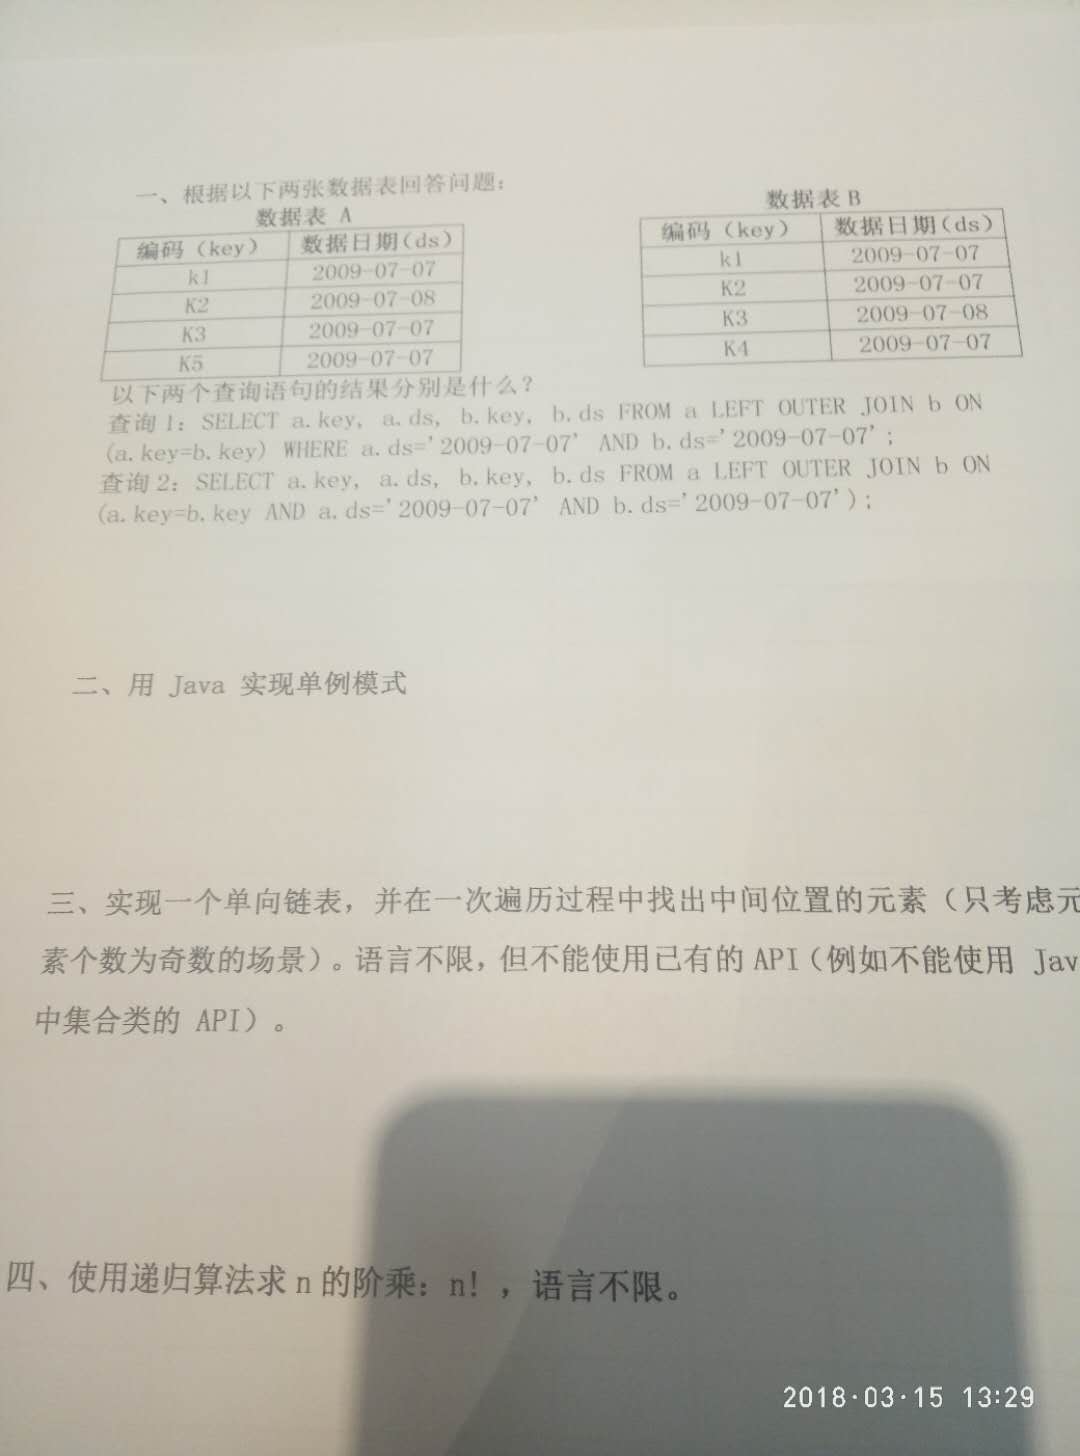 一、根据以下两张数据表回答问题：
数据表 A
数据表 B
编码（key） 数据日期(ds)
k1 2009-07-07
K2 2009-07-08
K3 2009-07-07
K5 2009-07-07
编码（key） 数据日期(ds)
k1 2009-07-07
K2 2009-07-07
K3 2009-07-08
K4 2009-07-07
以下两个查询语句的结果分别是什么？
查询 1：SELECT a.key, a.ds, b.key, b.ds FROM a LEFT OUTER JOIN b ON
(a.key=b.key) WHERE a.ds='2009-07-07' AND b.ds='2009-07-07';
查询 2：SELECT a.key, a.ds, b.key, b.ds FROM a LEFT OUTER JOIN b ON
(a.key=b.key AND a.ds='2009-07-07' AND b.ds='2009-07-07');
二、用 Java 实现单例模式
三、实现一个单向链表，并在一次遍历过程中找出中间位置的元素（只考虑元
素个数为奇数的场景）。语言不限，但不能使用已有的 API（例如不能使用 Jav
中集合类的 API）。
四、使用递归算法求 n 的阶乘：n!，语言不限。
2018·03·15 13:29